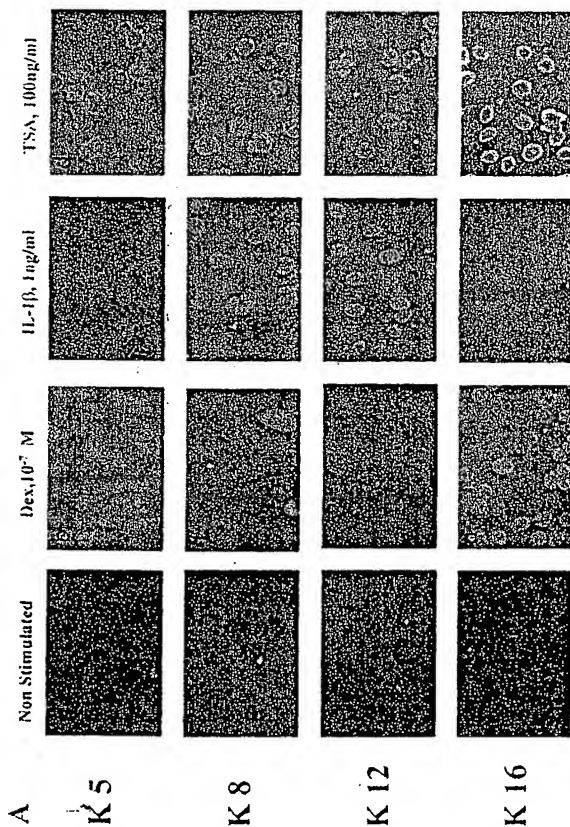 A
Non Stimulated
Dex,10⁻⁷ M
IL-1β, 1ng/ml
TSA, 100ng/ml
K 5
K 8
K 12
K 16